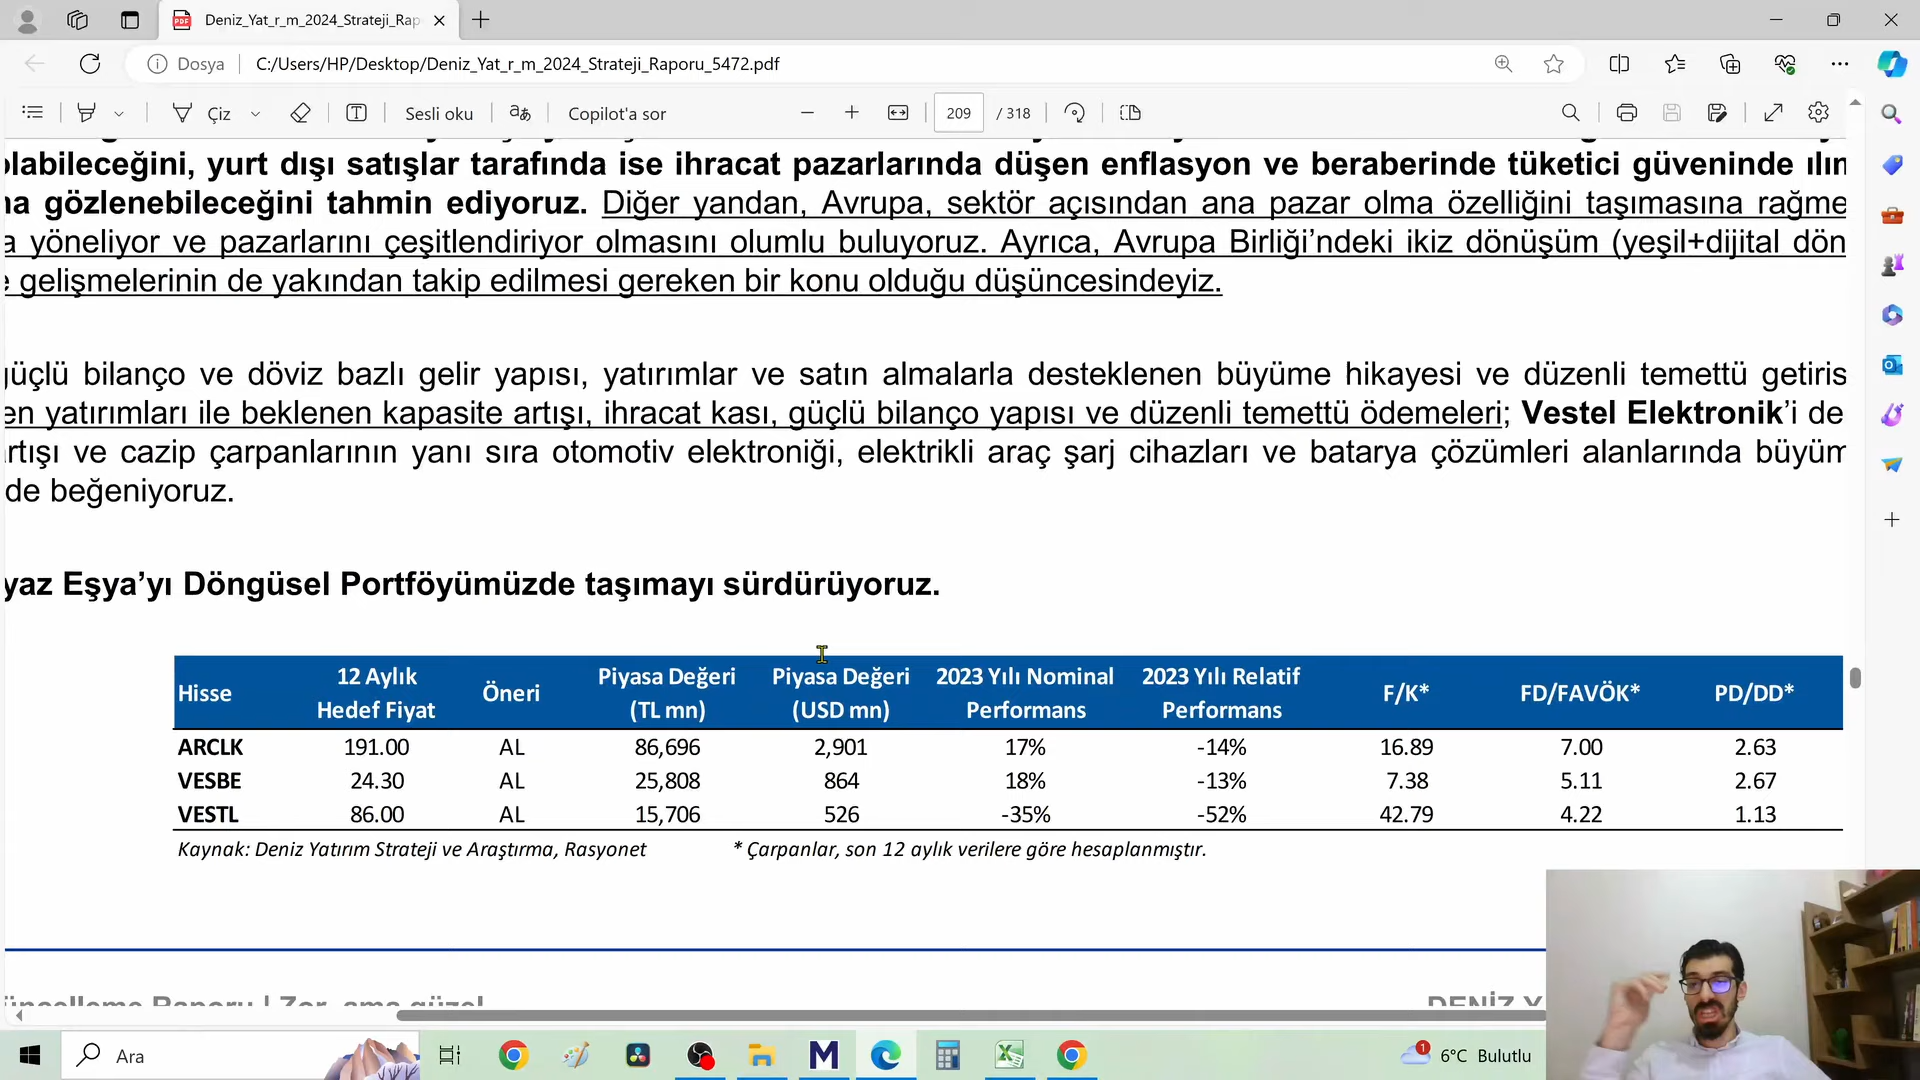 Deniz_Yat_r_m_2024_Strateji_Rap
Dosya
C:/Users/HP/Desktop/Deniz_Yat_r_m_2024_Strateji_Raporu_5472.pdf
Çiz
Sesli oku
Copilot'a sor
209 / 318
olabileceğini, yurt dışı satışlar tarafında ise ihracat pazarlarında düşen enflasyon ve beraberinde tüketici güveninde ılım
gözlenebileceğini tahmin ediyoruz. Diğer yandan, Avrupa, sektör açısından ana pazar olma özelliğini taşımasına rağme
a yöneliyor ve pazarlarını çeşitlendiriyor olmasını olumlu buluyoruz. Ayrıca, Avrupa Birliği’ndeki ikiz dönüşüm (yeşil+dijital dön
e gelişmelerinin de yakından takip edilmesi gereken bir konu olduğu düşüncesindeyiz.
güçlü bilanço ve döviz bazlı gelir yapısı, yatırımlar ve satın almalarla desteklenen büyüme hikayesi ve düzenli temettü getiris
en yatırımları ile beklenen kapasite artışı, ihracat kası, güçlü bilanço yapısı ve düzenli temettü ödemeleri; Vestel Elektronik’i de
rtışı ve cazip çarpanlarının yanı sıra otomotiv elektroniği, elektrikli araç şarj cihazları ve batarya çözümleri alanlarında büyüm
de beğeniyoruz.
yaz Eşya’yı Döngüsel Portföyümüzde taşımayı sürdürüyoruz.
Hisse 12 Aylık Hedef Fiyat Öneri Piyasa Değeri (TL mn) Piyasa Değeri (USD mn) 2023 Yılı Nominal Performans 2023 Yılı Relatif Performans F/K* FD/FAVÖK* PD/DD*
ARCLK 191.00 AL 86,696 2,901 17% -14% 16.89 7.00 2.63
VESBE 24.30 AL 25,808 864 18% -13% 7.38 5.11 2.67
VESTL 86.00 AL 15,706 526 -35% -52% 42.79 4.22 1.13
Kaynak: Deniz Yatırım Strateji ve Araştırma, Rasyonet * Çarpanlar, son 12 aylık verilere göre hesaplanmıştır.
üncelleme Raporu | Zor, ama güzel
DENİZ Y
Ara
1
6°C Bulutlu